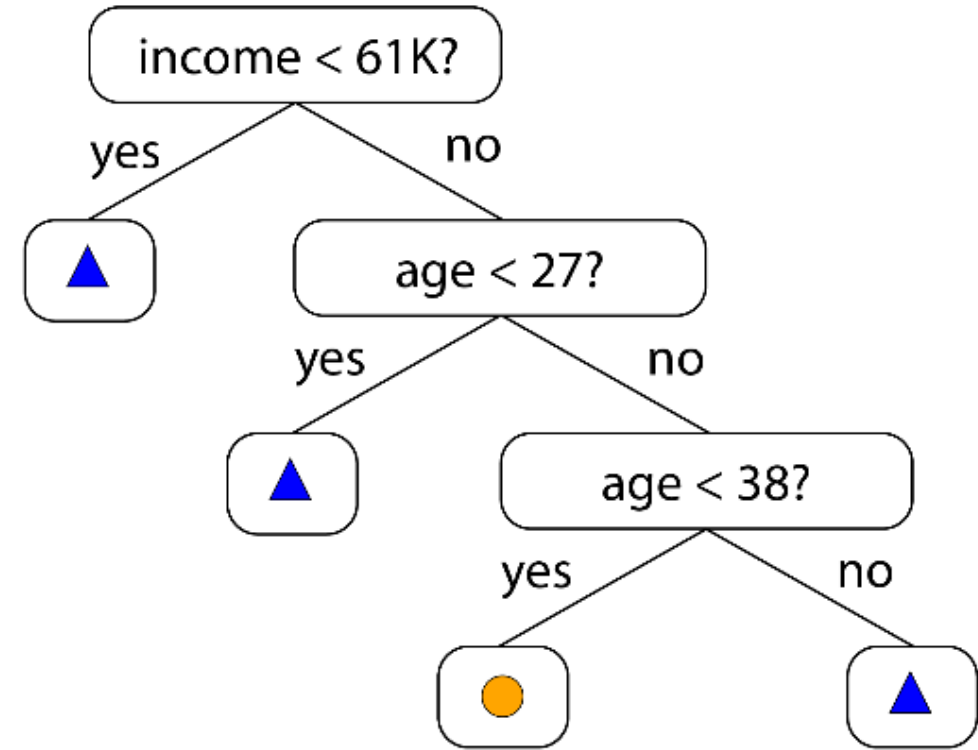 income < 61K?
yes
no
age < 27?
yes
no
age < 38?
yes
no